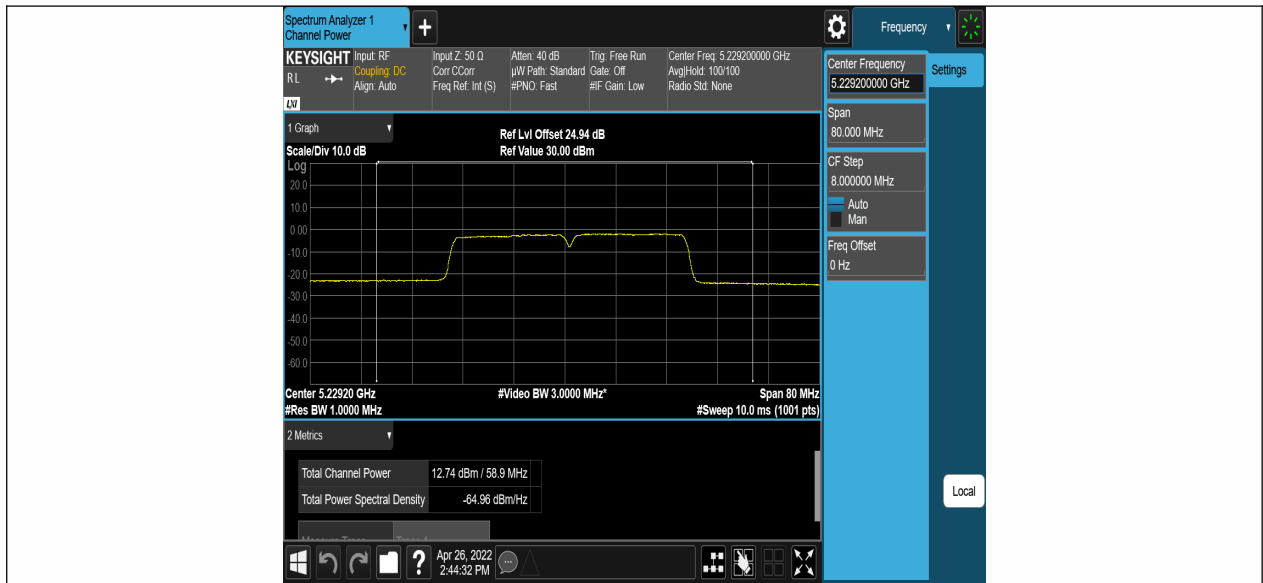 Spectrum Analyzer 1
Channel Power
+
Frequency
KEYSIGHT
RL
LXI
Input: RF
Coupling: DC
Align: Auto
Input Z: 50 Ω
Corr CCorr
Freq Ref: Int (S)
Atten: 40 dB
µW Path: Standard
#PNO: Fast
Trig: Free Run
Gate: Off
#IF Gain: Low
Center Freq: 5.229200000 GHz
Avg|Hold: 100/100
Radio Std: None
Center Frequency
5.229200000 GHz
Settings
Span
80.000 MHz
CF Step
8.000000 MHz
Auto
Man
Freq Offset
0 Hz
Local
1 Graph
Scale/Div 10.0 dB
Ref Lvl Offset 24.94 dB
Ref Value 30.00 dBm
Log
20.0
10.0
0.00
-10.0
-20.0
-30.0
-40.0
-50.0
-60.0
Center 5.22920 GHz
#Video BW 3.0000 MHz*
Span 80 MHz
#Res BW 1.0000 MHz
#Sweep 10.0 ms (1001 pts)
2 Metrics
Total Channel Power 12.74 dBm / 58.9 MHz
Total Power Spectral Density -64.96 dBm/Hz
?
Apr 26, 2022
2:44:32 PM